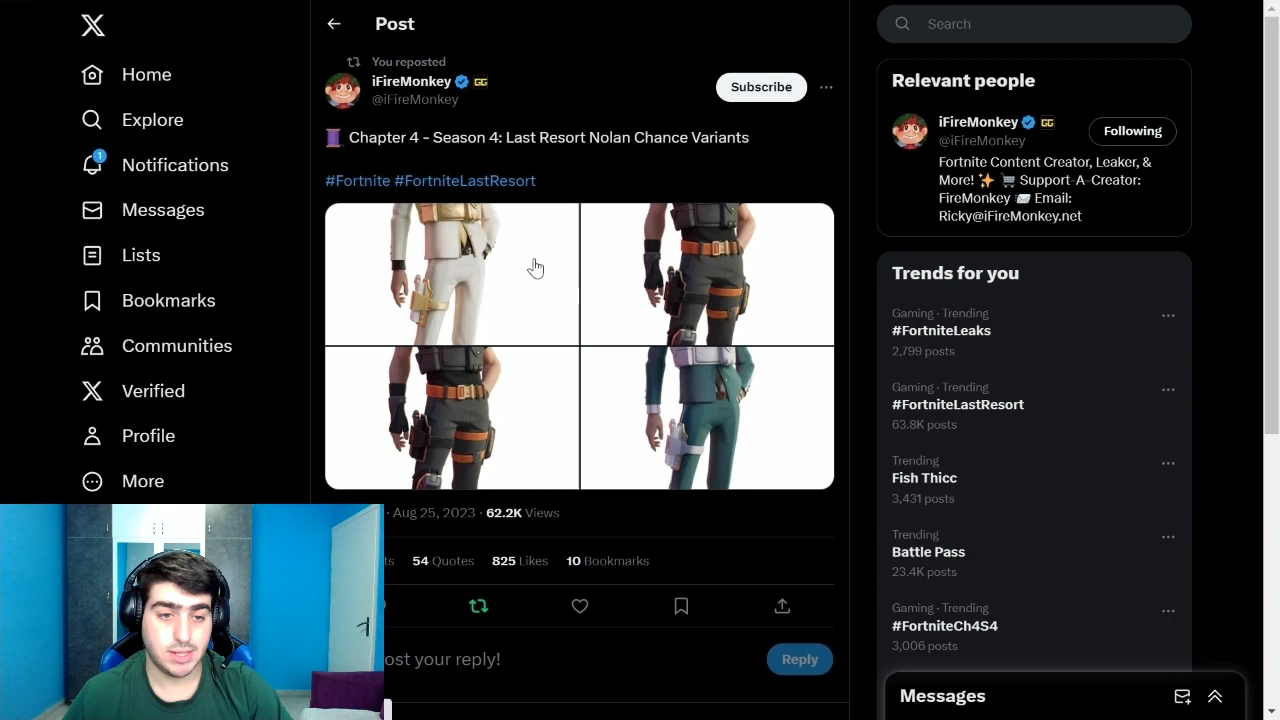 Home
Explore
1
Notifications
Messages
Lists
Bookmarks
Communities
Verified
Profile
More
Post
You reposted
iFireMonkey
@iFireMonkey
Subscribe
Chapter 4 - Season 4: Last Resort Nolan Chance Variants
#Fortnite #FortniteLastResort
· Aug 25, 2023 · 62.2K Views
54 Quotes 825 Likes 10 Bookmarks
ost your reply!
Reply
Search
Relevant people
iFireMonkey
@iFireMonkey
Following
Fortnite Content Creator, Leaker, &
More! ✨ 🛒 Support-A-Creator:
FireMonkey 📨 Email:
Ricky@iFireMonkey.net
Trends for you
Gaming · Trending
#FortniteLeaks
2,799 posts
Gaming · Trending
#FortniteLastResort
63.8K posts
Trending
Fish Thicc
3,431 posts
Trending
Battle Pass
23.4K posts
Gaming · Trending
#FortniteCh4S4
3,006 posts
Messages